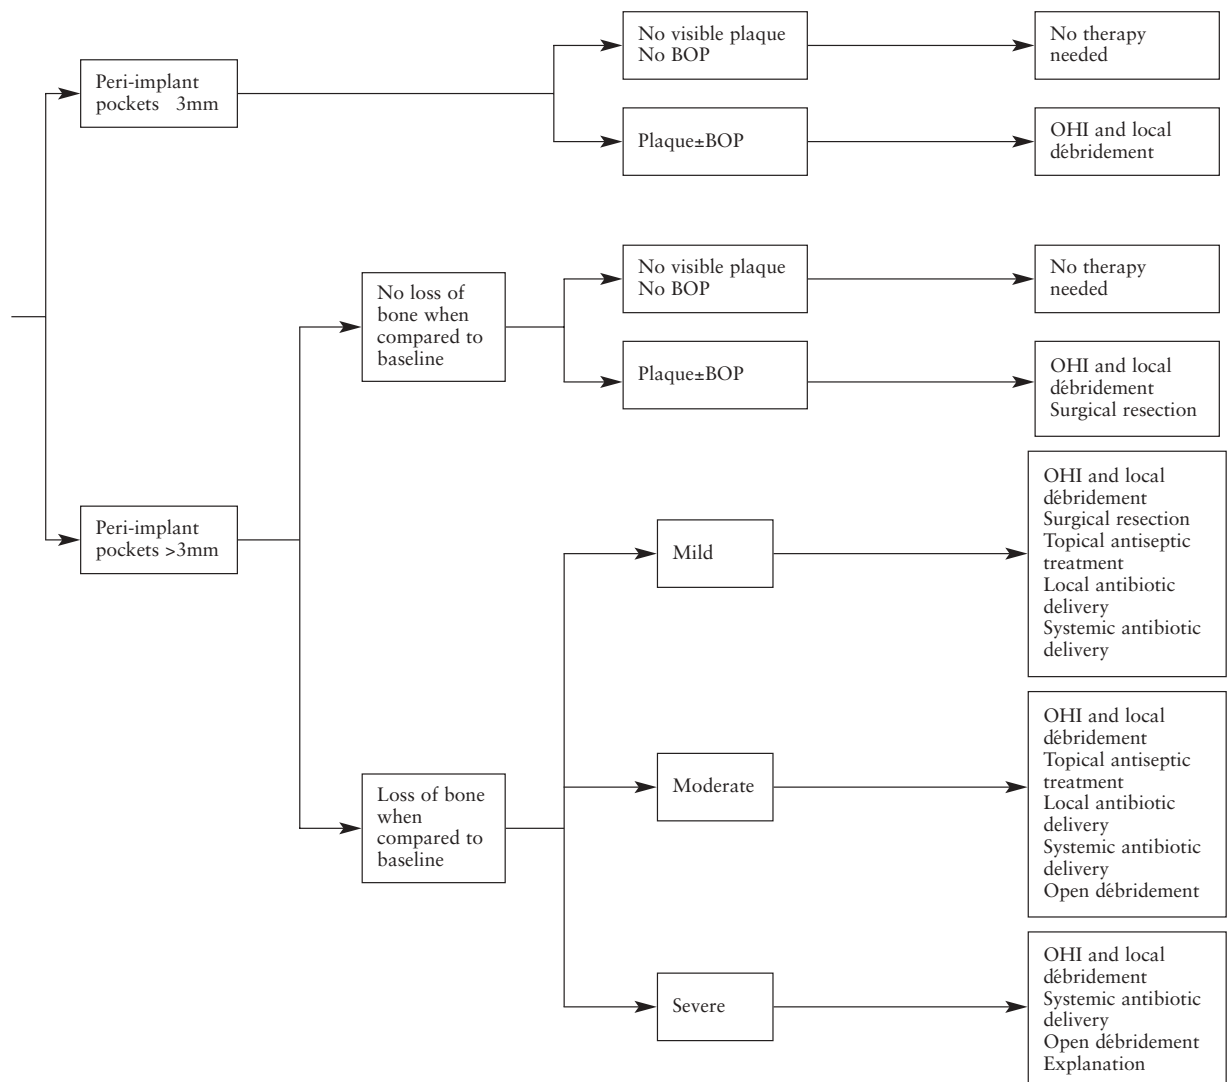 No visible plaque
No BOP
No therapy
needed
Peri-implant
pockets 3mm
Plaque±BOP
OHI and local
débridement
No visible plaque
No BOP
No therapy
needed
No loss of
bone when
compared to
baseline
Plaque±BOP
OHI and local
débridement
Surgical resection
Peri-implant
pockets >3mm
Mild
OHI and local
débridement
Surgical resection
Topical antiseptic
treatment
Local antibiotic
delivery
Systemic antibiotic
delivery
Loss of bone
when
compared to
baseline
Moderate
OHI and local
débridement
Topical antiseptic
treatment
Local antibiotic
delivery
Systemic antibiotic
delivery
Open débridement
Severe
OHI and local
débridement
Systemic antibiotic
delivery
Open débridement
Explanation